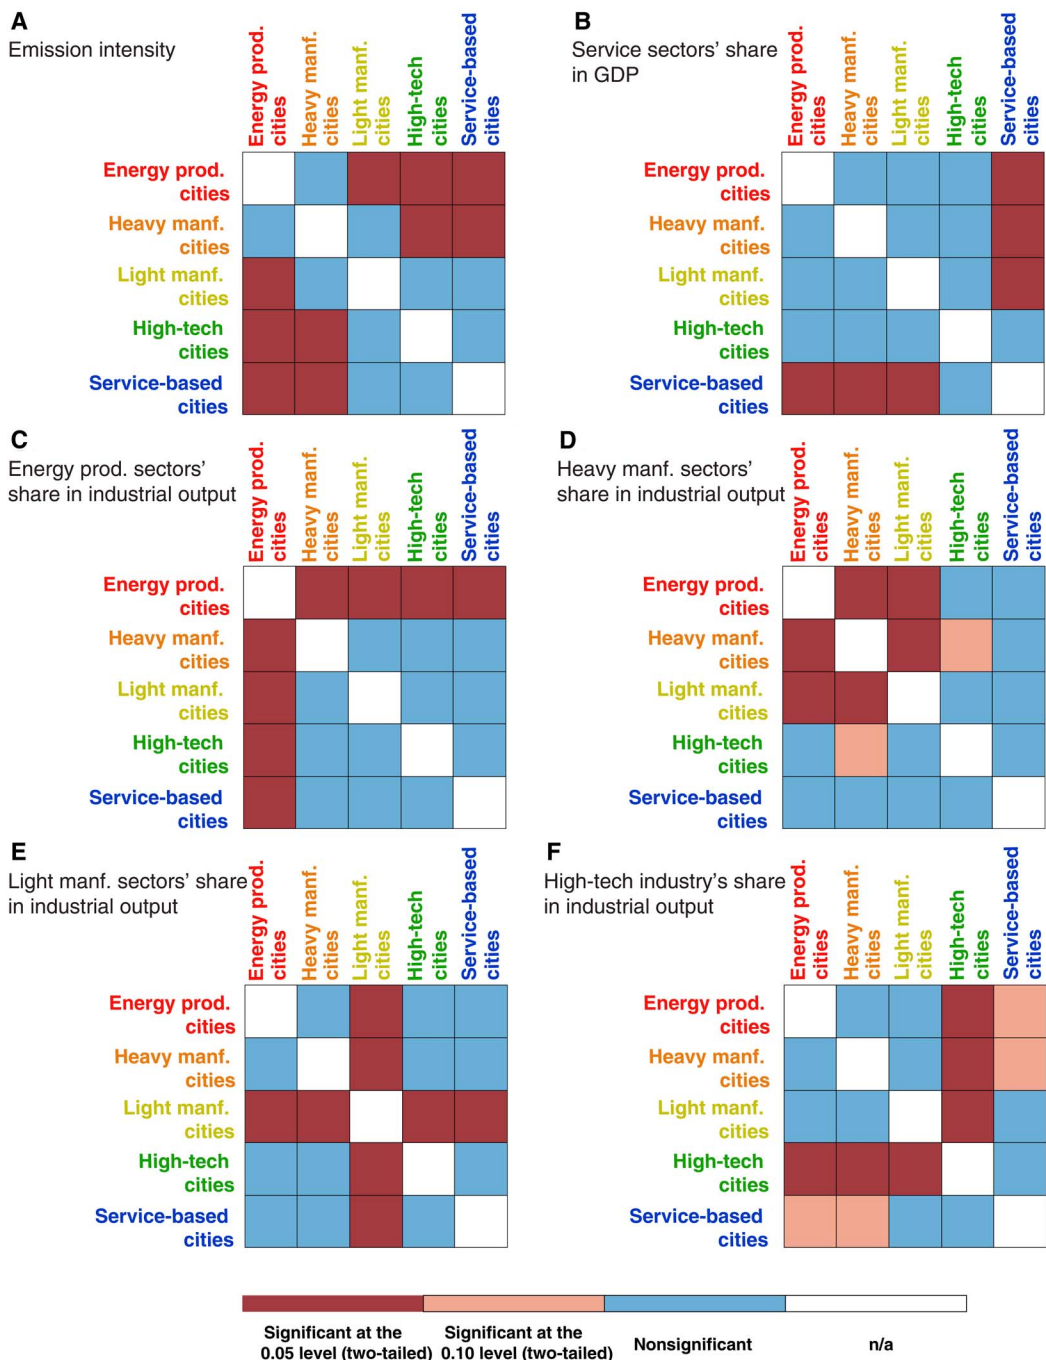 A
Emission intensity
Energy prod.
cities
Heavy manf.
cities
Light manf.
cities
High-tech
cities
Service-based
cities
Energy prod.
cities
Heavy manf.
cities
Light manf.
cities
High-tech
cities
Service-based
cities
B
Service sectors' share
in GDP
Energy prod.
cities
Heavy manf.
cities
Light manf.
cities
High-tech
cities
Service-based
cities
Energy prod.
cities
Heavy manf.
cities
Light manf.
cities
High-tech
cities
Service-based
cities
C
Energy prod. sectors'
share in industrial output
Energy prod.
cities
Heavy manf.
cities
Light manf.
cities
High-tech
cities
Service-based
cities
Energy prod.
cities
Heavy manf.
cities
Light manf.
cities
High-tech
cities
Service-based
cities
D
Heavy manf. sectors'
share in industrial output
Energy prod.
cities
Heavy manf.
cities
Light manf.
cities
High-tech
cities
Service-based
cities
Energy prod.
cities
Heavy manf.
cities
Light manf.
cities
High-tech
cities
Service-based
cities
E
Light manf. sectors' share
in industrial output
Energy prod.
cities
Heavy manf.
cities
Light manf.
cities
High-tech
cities
Service-based
cities
Energy prod.
cities
Heavy manf.
cities
Light manf.
cities
High-tech
cities
Service-based
cities
F
High-tech industry's share
in industrial output
Energy prod.
cities
Heavy manf.
cities
Light manf.
cities
High-tech
cities
Service-based
cities
Energy prod.
cities
Heavy manf.
cities
Light manf.
cities
High-tech
cities
Service-based
cities
Significant at the
0.05 level (two-tailed)
Significant at the
0.10 level (two-tailed)
Nonsignificant
n/a